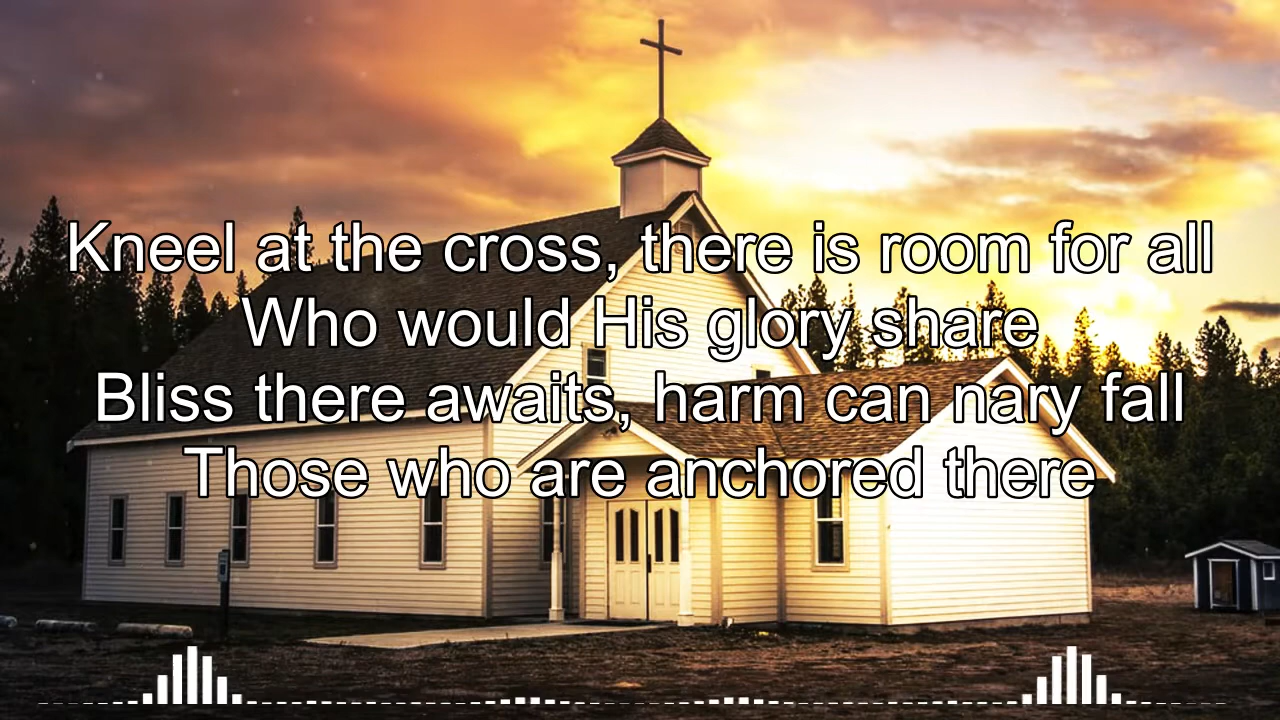 Kneel at the cross, there is room for all
Who would His glory share
Bliss there awaits, harm can nary fall
Those who are anchored there